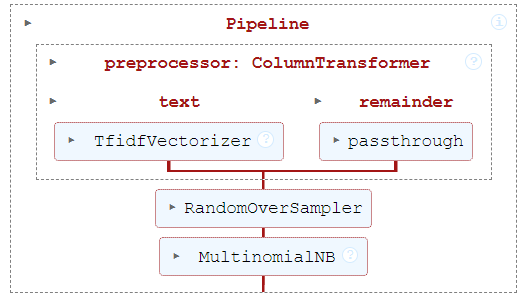 Pipeline
preprocessor: ColumnTransformer
text remainder
TfidfVectorizer passthrough
RandomOverSampler
MultinomialNB